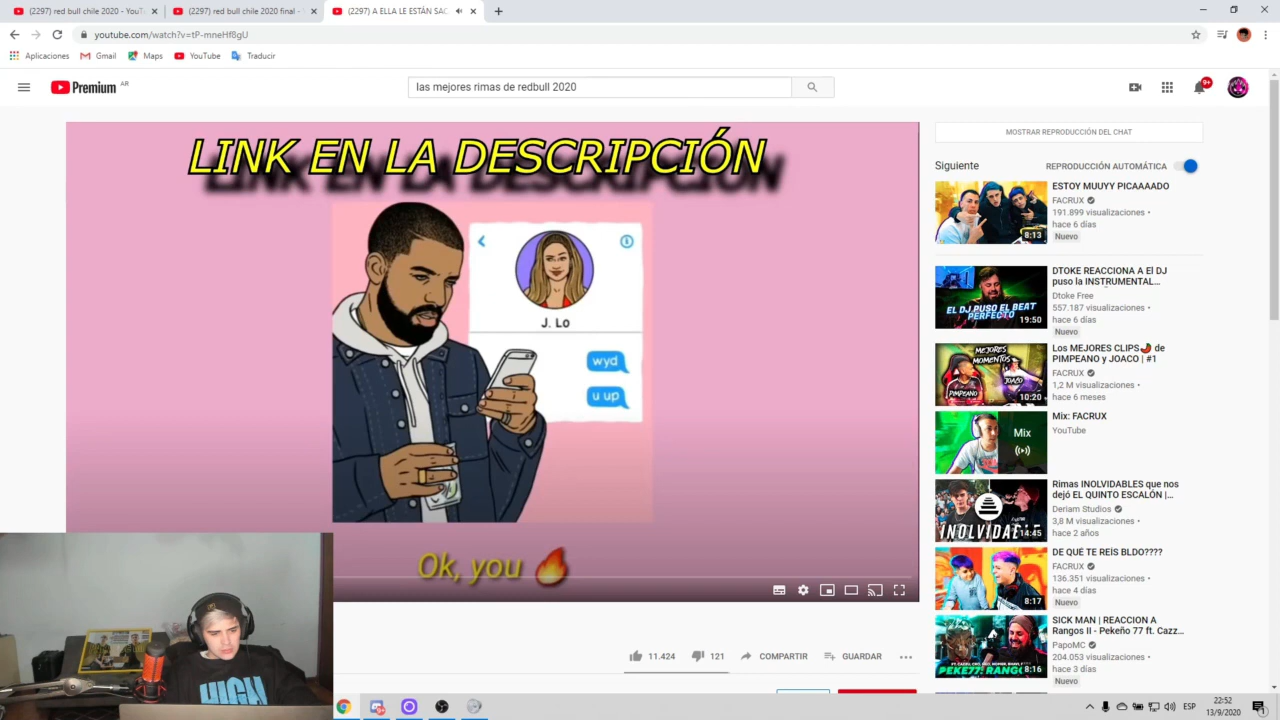 (2297) red bull chile 2020 - YouT
(2297) red bull chile 2020 final -
(2297) A ELLA LE ESTÁN SAC
youtube.com/watch?v=tP-mneHf8gU
Aplicaciones
Gmail
Maps
YouTube
Traducir
Premium
AR
las mejores rimas de redbull 2020
9+
LINK EN LA DESCRIPCIÓN
J. LO
wyd
u up
Ok, you
11.424
121
COMPARTIR
GUARDAR
MOSTRAR REPRODUCCIÓN DEL CHAT
Siguiente
REPRODUCCIÓN AUTOMÁTICA
8:13
ESTOY MUUYY PICAAAADO
FACRUX
191.899 visualizaciones •
hace 6 días
Nuevo
EL DJ PUSO EL BEAT
PERFECTO
19:50
DTOKE REACCIONA A El DJ
puso la INSTRUMENTAL...
Dtoke Free
557.187 visualizaciones •
hace 6 días
Nuevo
MEJORES
MOMENTOS
PIMPEANO
JOACO
10:20
Los MEJORES CLIPS🌶 de
PIMPEANO y JOACO | #1
FACRUX
1,2 M visualizaciones •
hace 6 meses
Mix
Mix: FACRUX
YouTube
INOLVIDABLE
14:45
Rimas INOLVIDABLES que nos
dejó EL QUINTO ESCALÓN |...
Deriam Studios
3,8 M visualizaciones •
hace 2 años
8:17
DE QUÉ TE REÍS BLDO????
FACRUX
136.351 visualizaciones •
hace 4 días
Nuevo
PEKE77: RANGO
8:16
SICK MAN | REACCION A
Rangos II - Pekeño 77 ft. Cazz...
PapoMC
204.053 visualizaciones •
hace 3 días
Nuevo
HIGH
ESP
22:52
13/9/2020